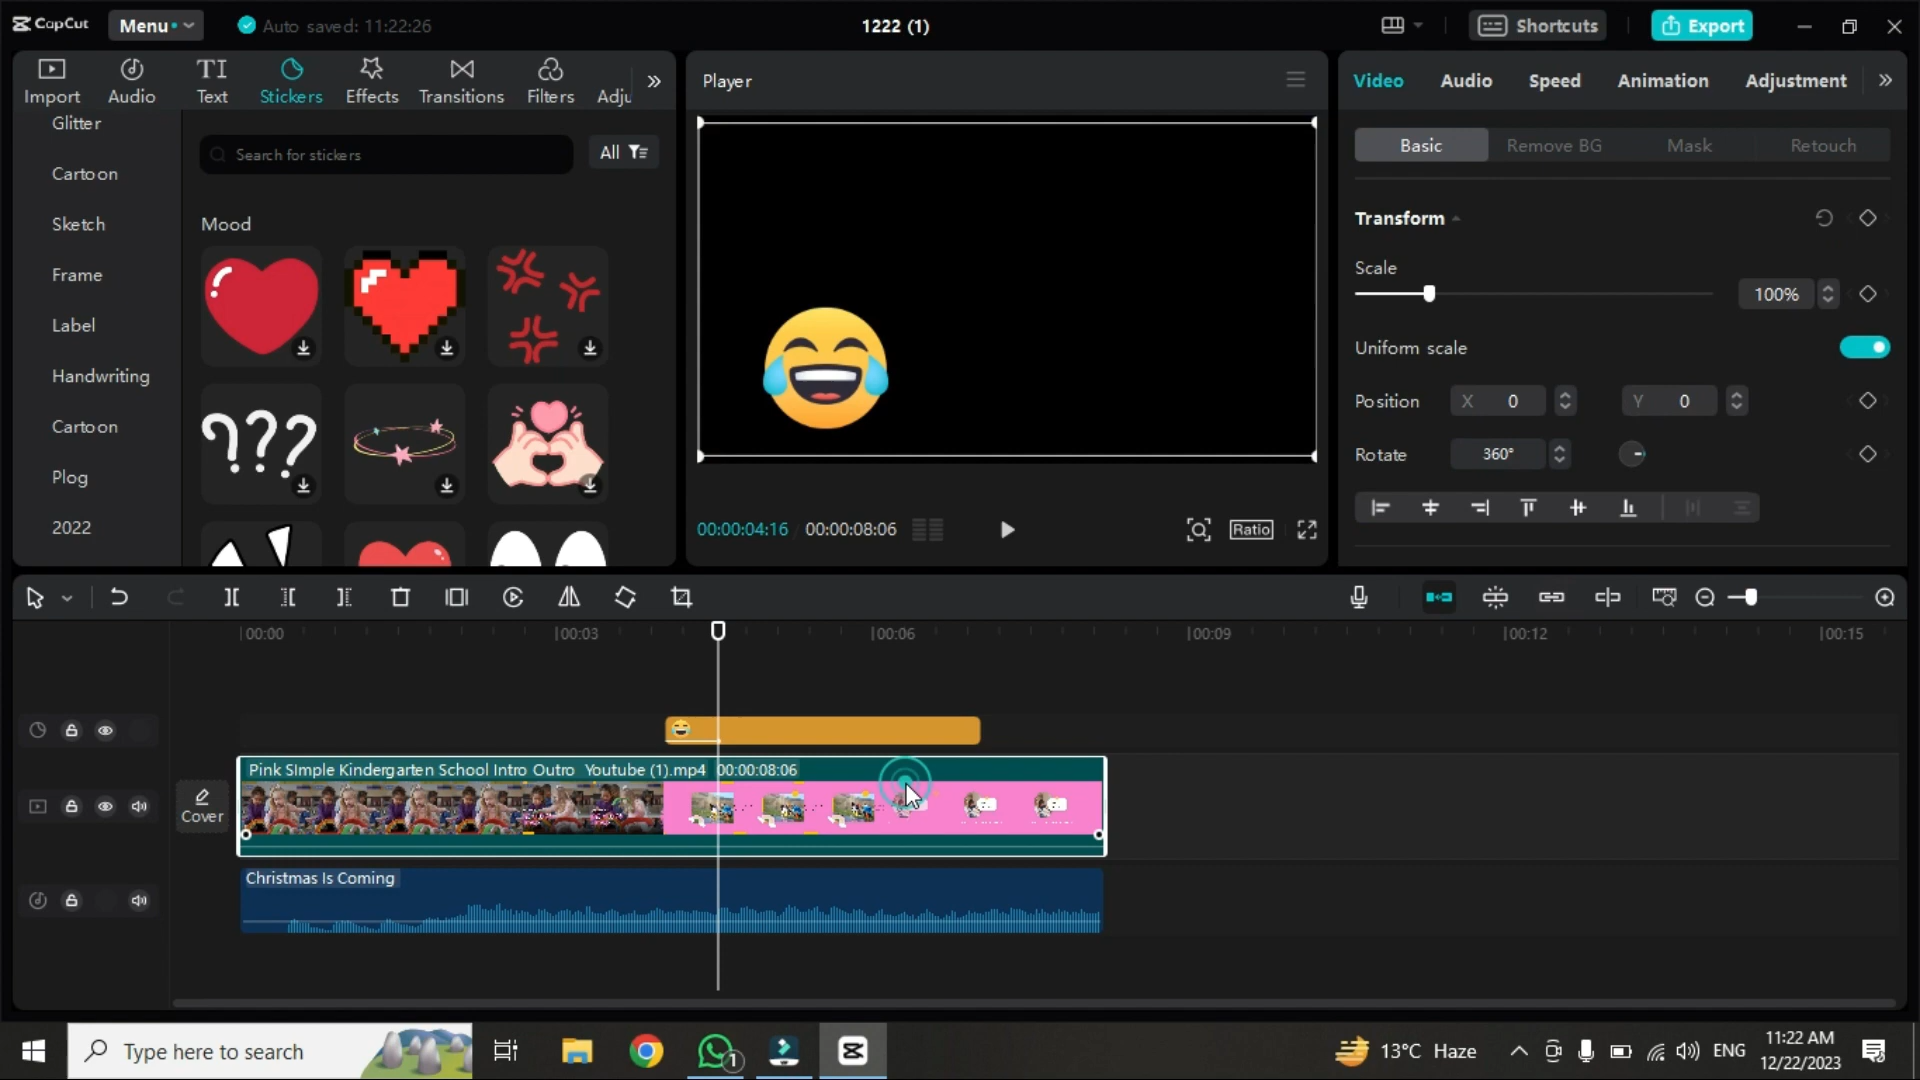 CapCut
Menu
Auto saved: 11:22:26
1222 (1)
Shortcuts
Export
Import
Audio
Text
Stickers
Effects
Transitions
Filters
Adju
Player
Video
Audio
Speed
Animation
Adjustment
Glitter
Cartoon
Sketch
Frame
Label
Handwriting
Cartoon
Plog
2022
Search for stickers
All
Mood
???
Basic
Remove BG
Mask
Retouch
Transform
Scale
100%
Uniform scale
Position
X 0
Y 0
Rotate
360°
00:00:04:16
00:00:08:06
Ratio
00:00
00:03
00:06
00:09
00:12
00:15
Cover
Pink SImple Kindergarten School Intro Outro Youtube (1).mp4 00:00:08:06
Christmas Is Coming
Type here to search
1
13°C Haze
ENG
11:22 AM
12/22/2023